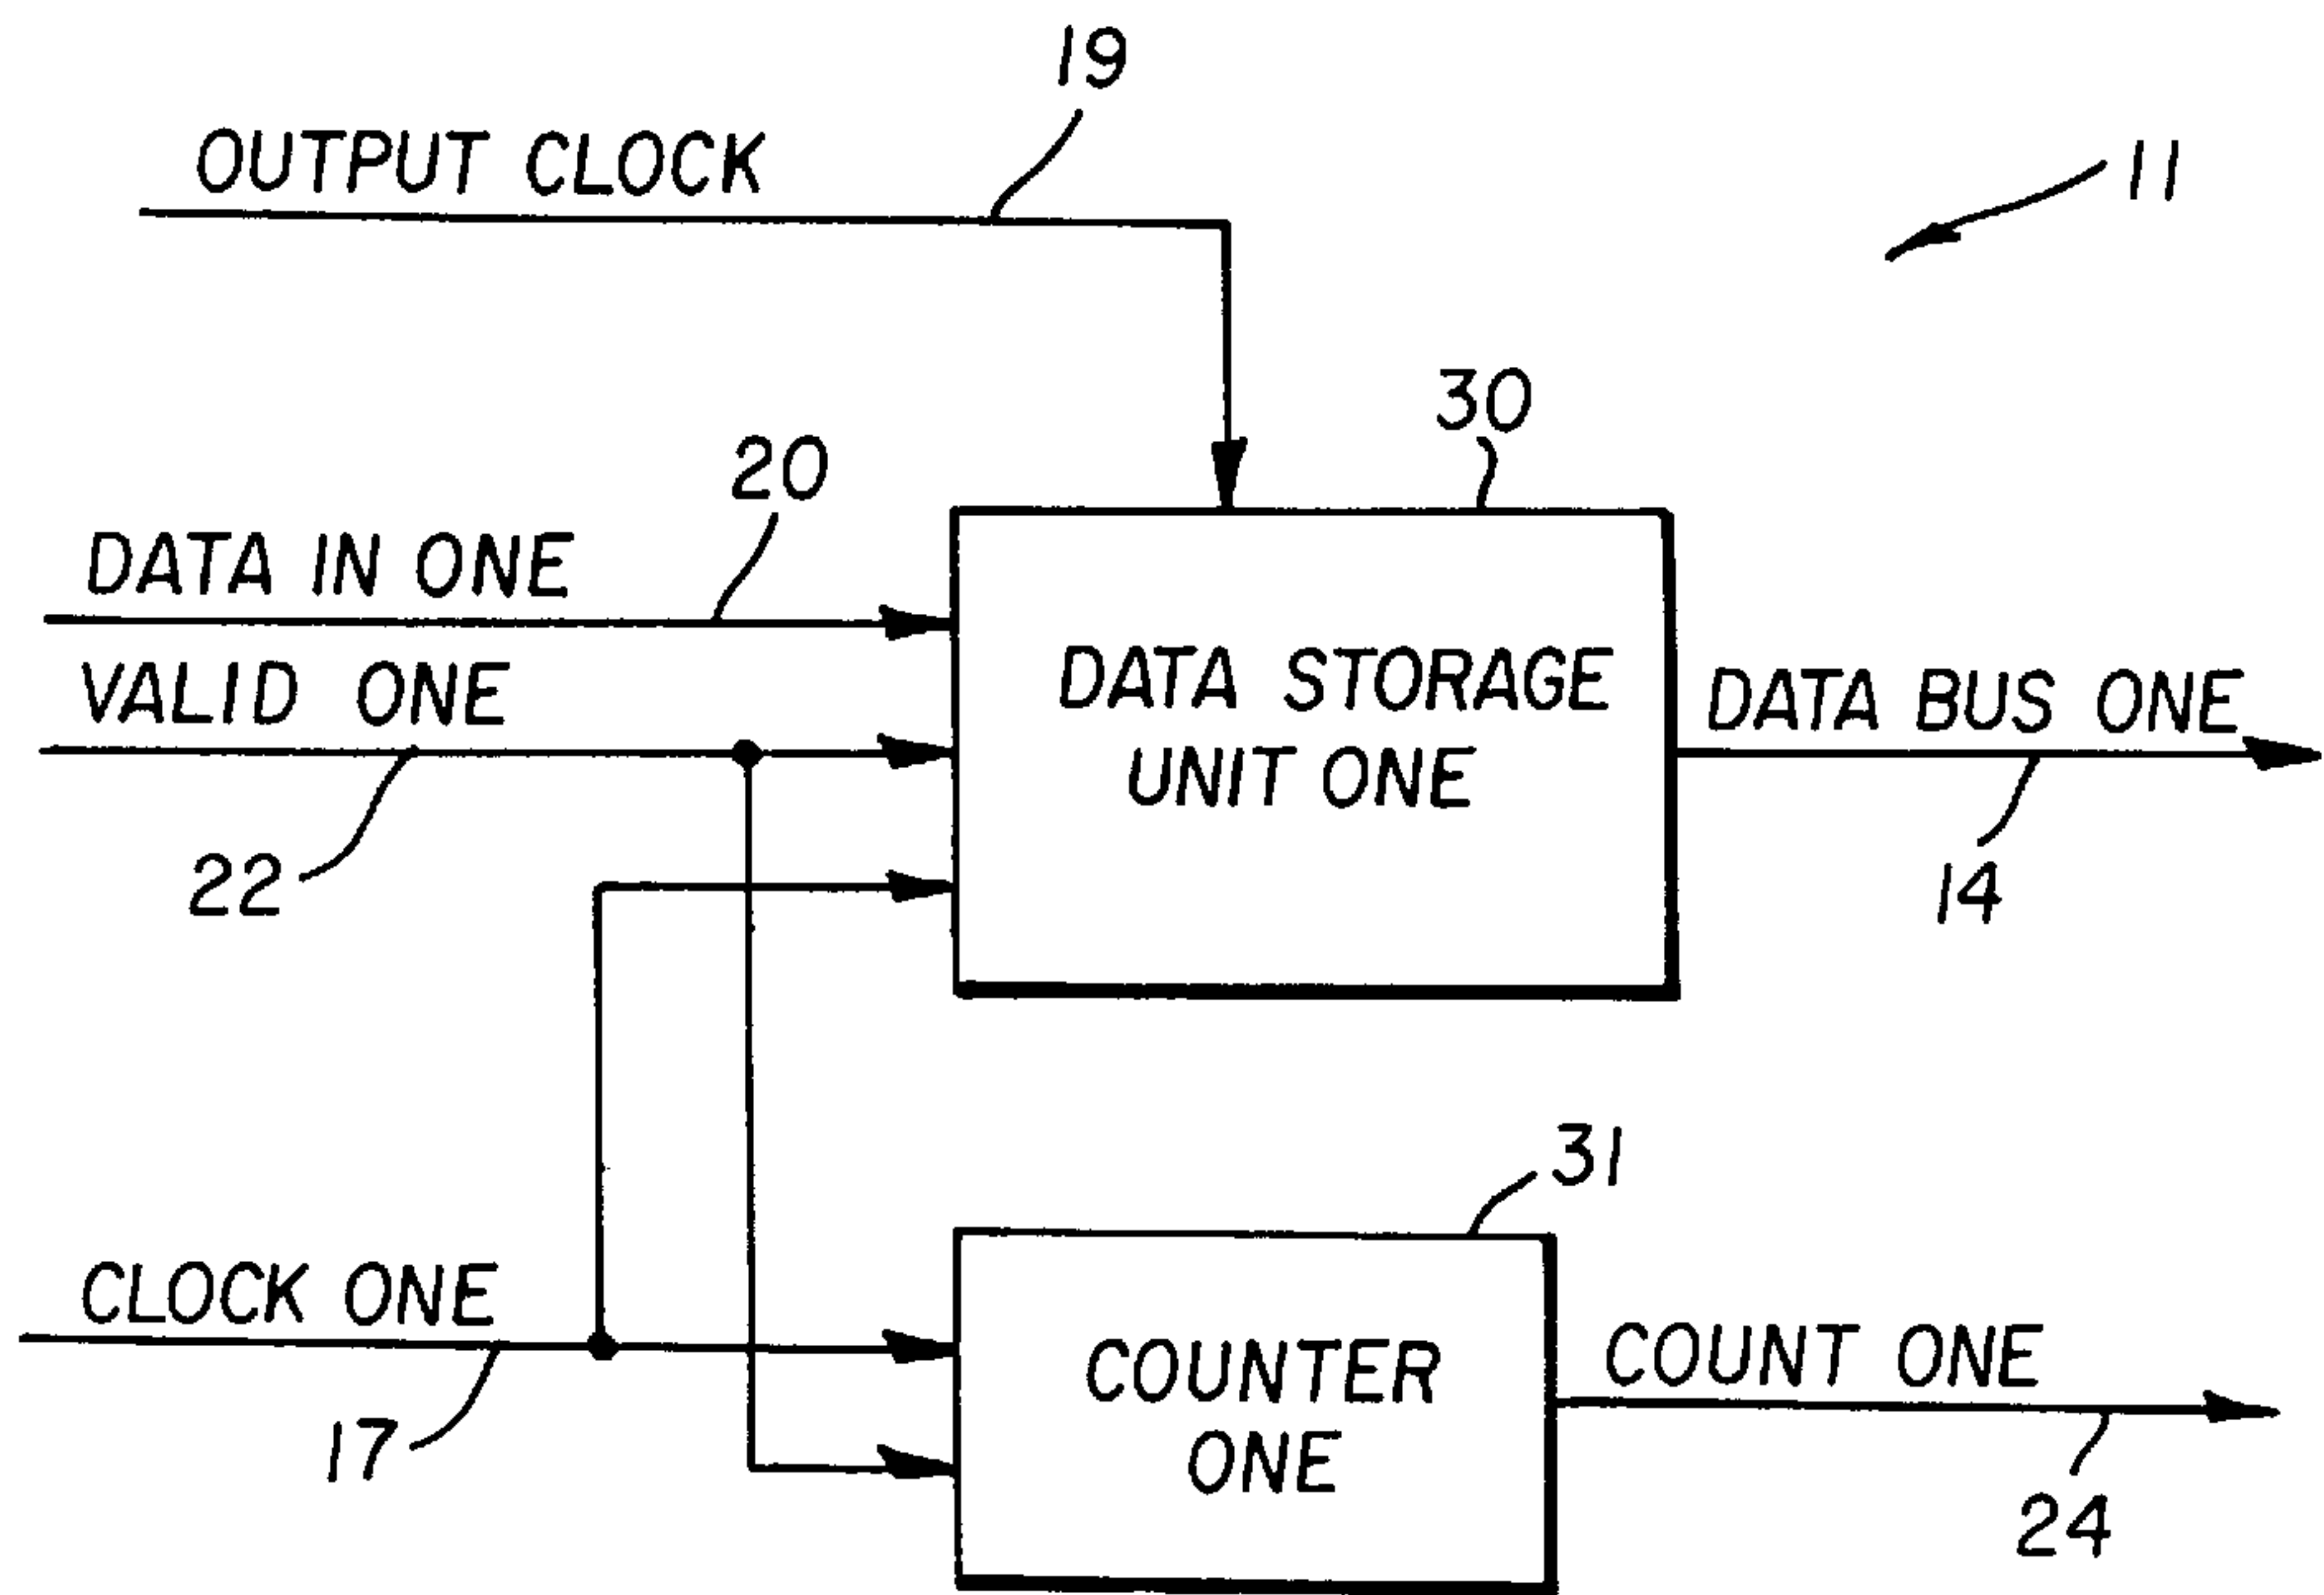 19
OUTPUT CLOCK
11
30
20
DATA IN ONE
VALID ONE
DATA STORAGE
UNIT ONE
DATA BUS ONE
22
14
31
CLOCK ONE
COUNTER
ONE
COUNT ONE
17
24